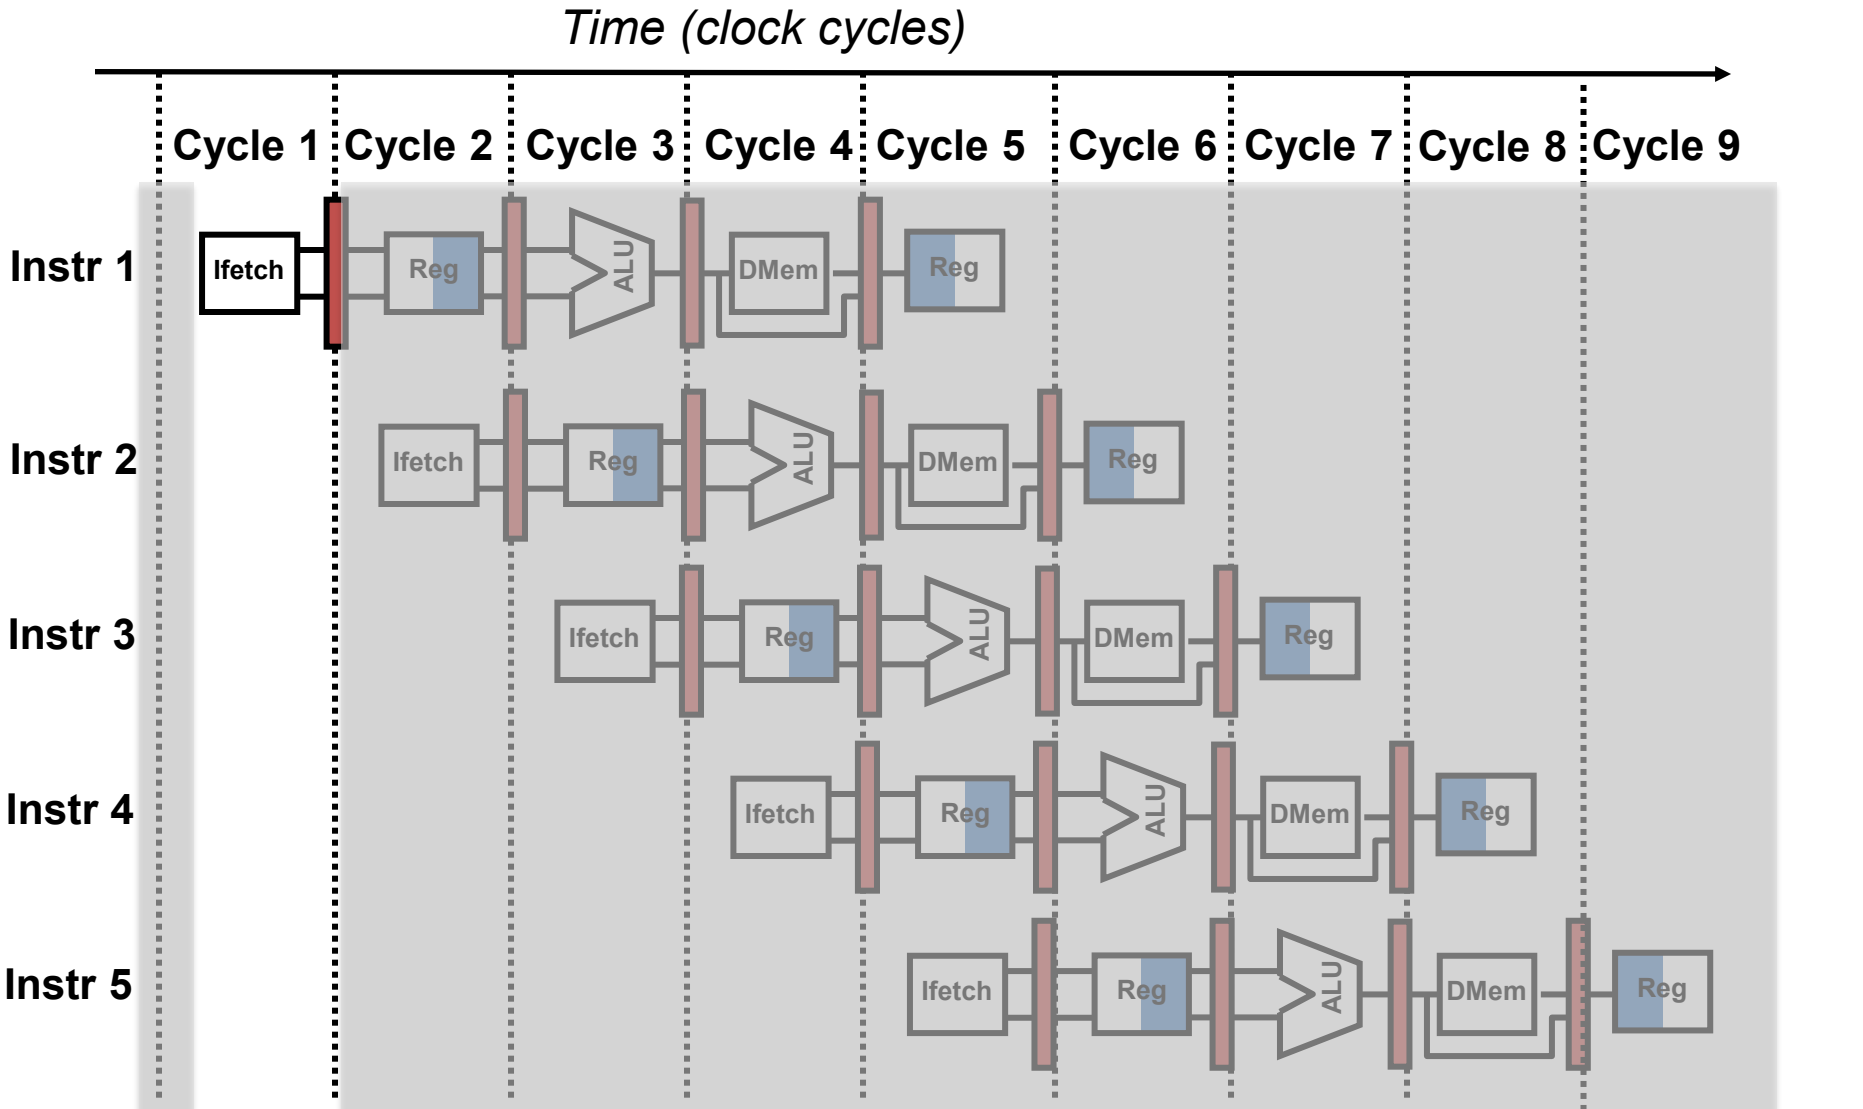 Time (clock cycles)
Cycle 1 Cycle 2 Cycle 3 Cycle 4 Cycle 5 Cycle 6 Cycle 7 Cycle 8 Cycle 9
Instr 1 Ifetch Reg ALU DMem Reg
Instr 2 Ifetch Reg ALU DMem Reg
Instr 3 Ifetch Reg ALU DMem Reg
Instr 4 Ifetch Reg ALU DMem Reg
Instr 5 Ifetch Reg ALU DMem Reg